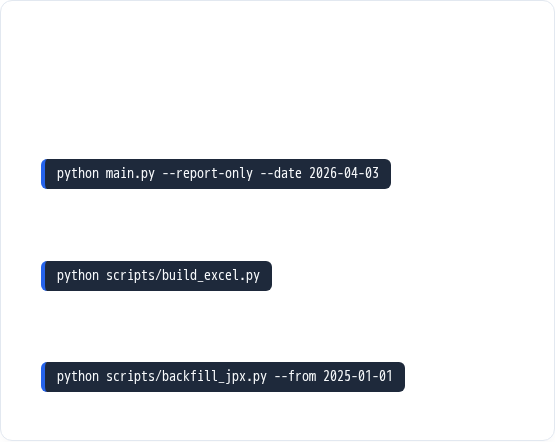 python main.py --report-only --date 2026-04-03
python scripts/build_excel.py
python scripts/backfill_jpx.py --from 2025-01-01